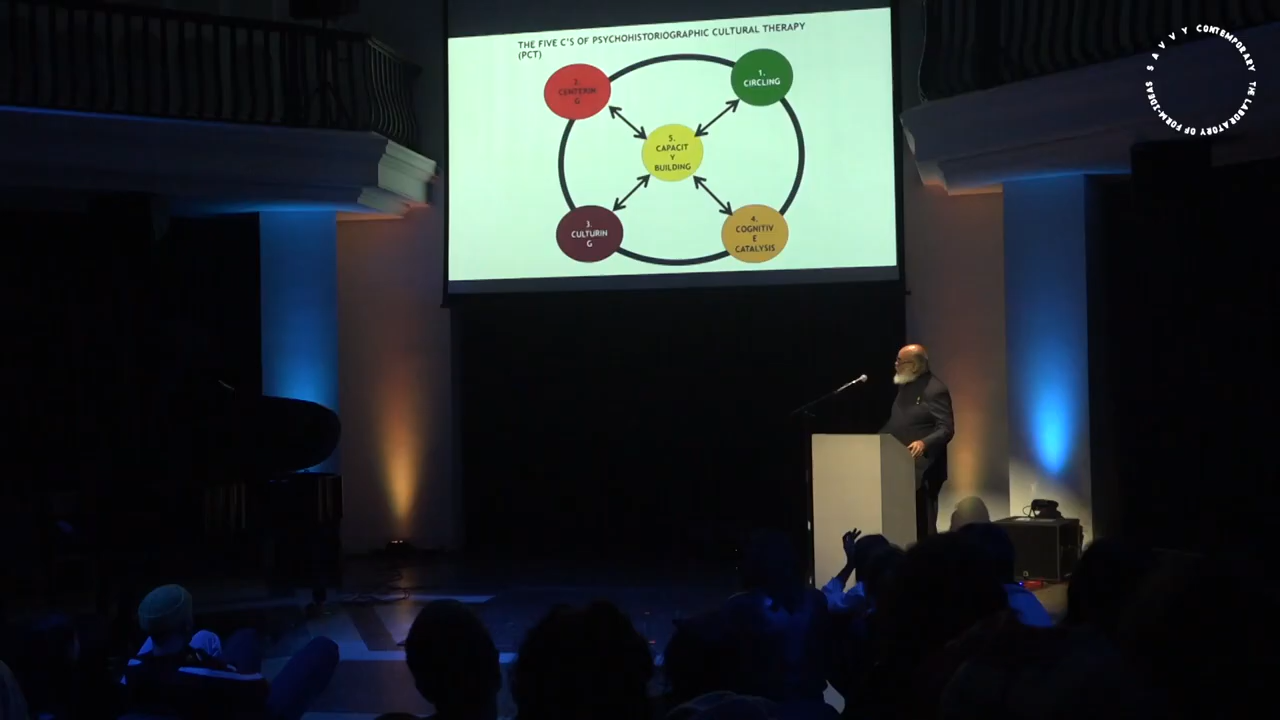 THE FIVE C'S OF PSYCHOHISTORIOGRAPHIC CULTURAL THERAPY
(PCT)
2.
CENTERIN
G
1.
CIRCLING
5.
CAPACIT
Y
BUILDING
3.
CULTURIN
G
4.
COGNITIV
E
CATALYSIS
SAVVY CONTEMPORARY THE LABORATORY OF FORM-IDEAS